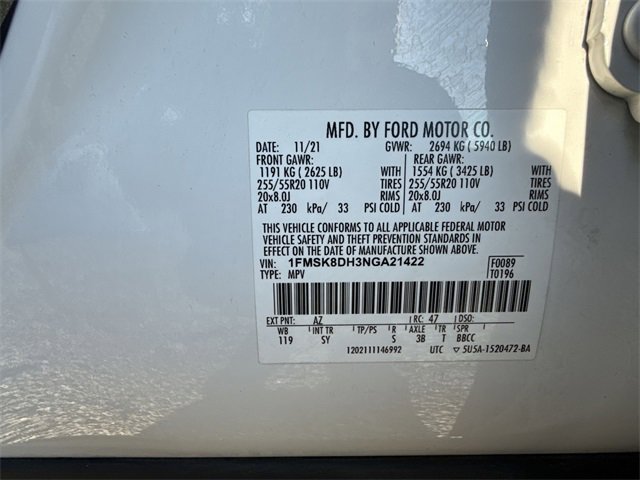 MFD. BY FORD MOTOR CO.
DATE: 11/21 GVWR: 2694 KG ( 5940 LB)
FRONT GAWR: REAR GAWR:
1191 KG ( 2625 LB) WITH 1554 KG ( 3425 LB) WITH
255/55R20 110V TIRES 255/55R20 110V TIRES
20x8.0J RIMS 20x8.0J RIMS
AT 230 kPa/ 33 PSI COLD AT 230 kPa/ 33 PSI COLD
THIS VEHICLE CONFORMS TO ALL APPLICABLE FEDERAL MOTOR
VEHICLE SAFETY AND THEFT PREVENTION STANDARDS IN
EFFECT ON THE DATE OF MANUFACTURE SHOWN ABOVE.
VIN: 1FMSK8DH3NGA21422 F0089
TYPE: MPV T0196
EXT PNT: AZ RC: 47 DSO:
WB INT TR TP/PS R AXLE TR SPR
119 SY S 3B T BBCC
1202111146992 UTC ▽ 5U5A-1520472-BA